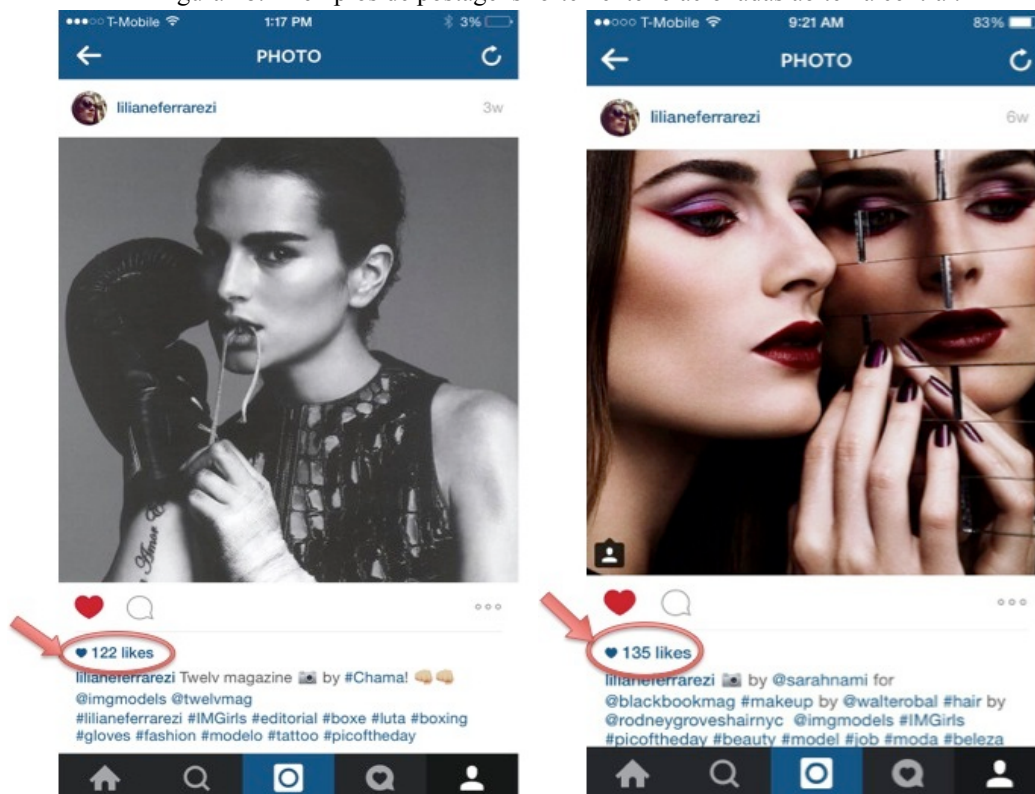 T-Mobile 1:17 PM 3%
PHOTO
lilianeferrarezi 3w
Amor
122 likes
lilianeferrarezi Twelv magazine 📷 by #Chama! 👊🏼👊🏼
@imgmodels @twelvmag
#lilianeferrarezi #IMGirls #editorial #boxe #luta #boxing
#gloves #fashion #modelo #tattoo #picoftheday
T-Mobile 9:21 AM 83%
PHOTO
lilianeferrarezi 6w
135 likes
lilianeferrarezi 📷 by @sarahnami for
@blackbookmag #makeup by @walterobal #hair by
@rodneygroveshairnyc @imgmodels #IMGirls
#picoftheday #beauty #model #job #moda #beleza